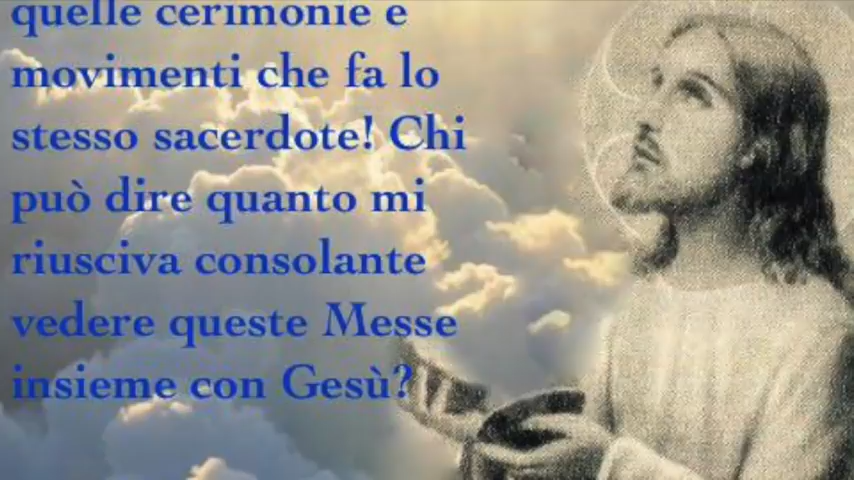 quelle cerimonie e
movimenti che fa lo
stesso sacerdote! Chi
può dire quanto mi
riusciva consolante
vedere queste Messe
insieme con Gesù?